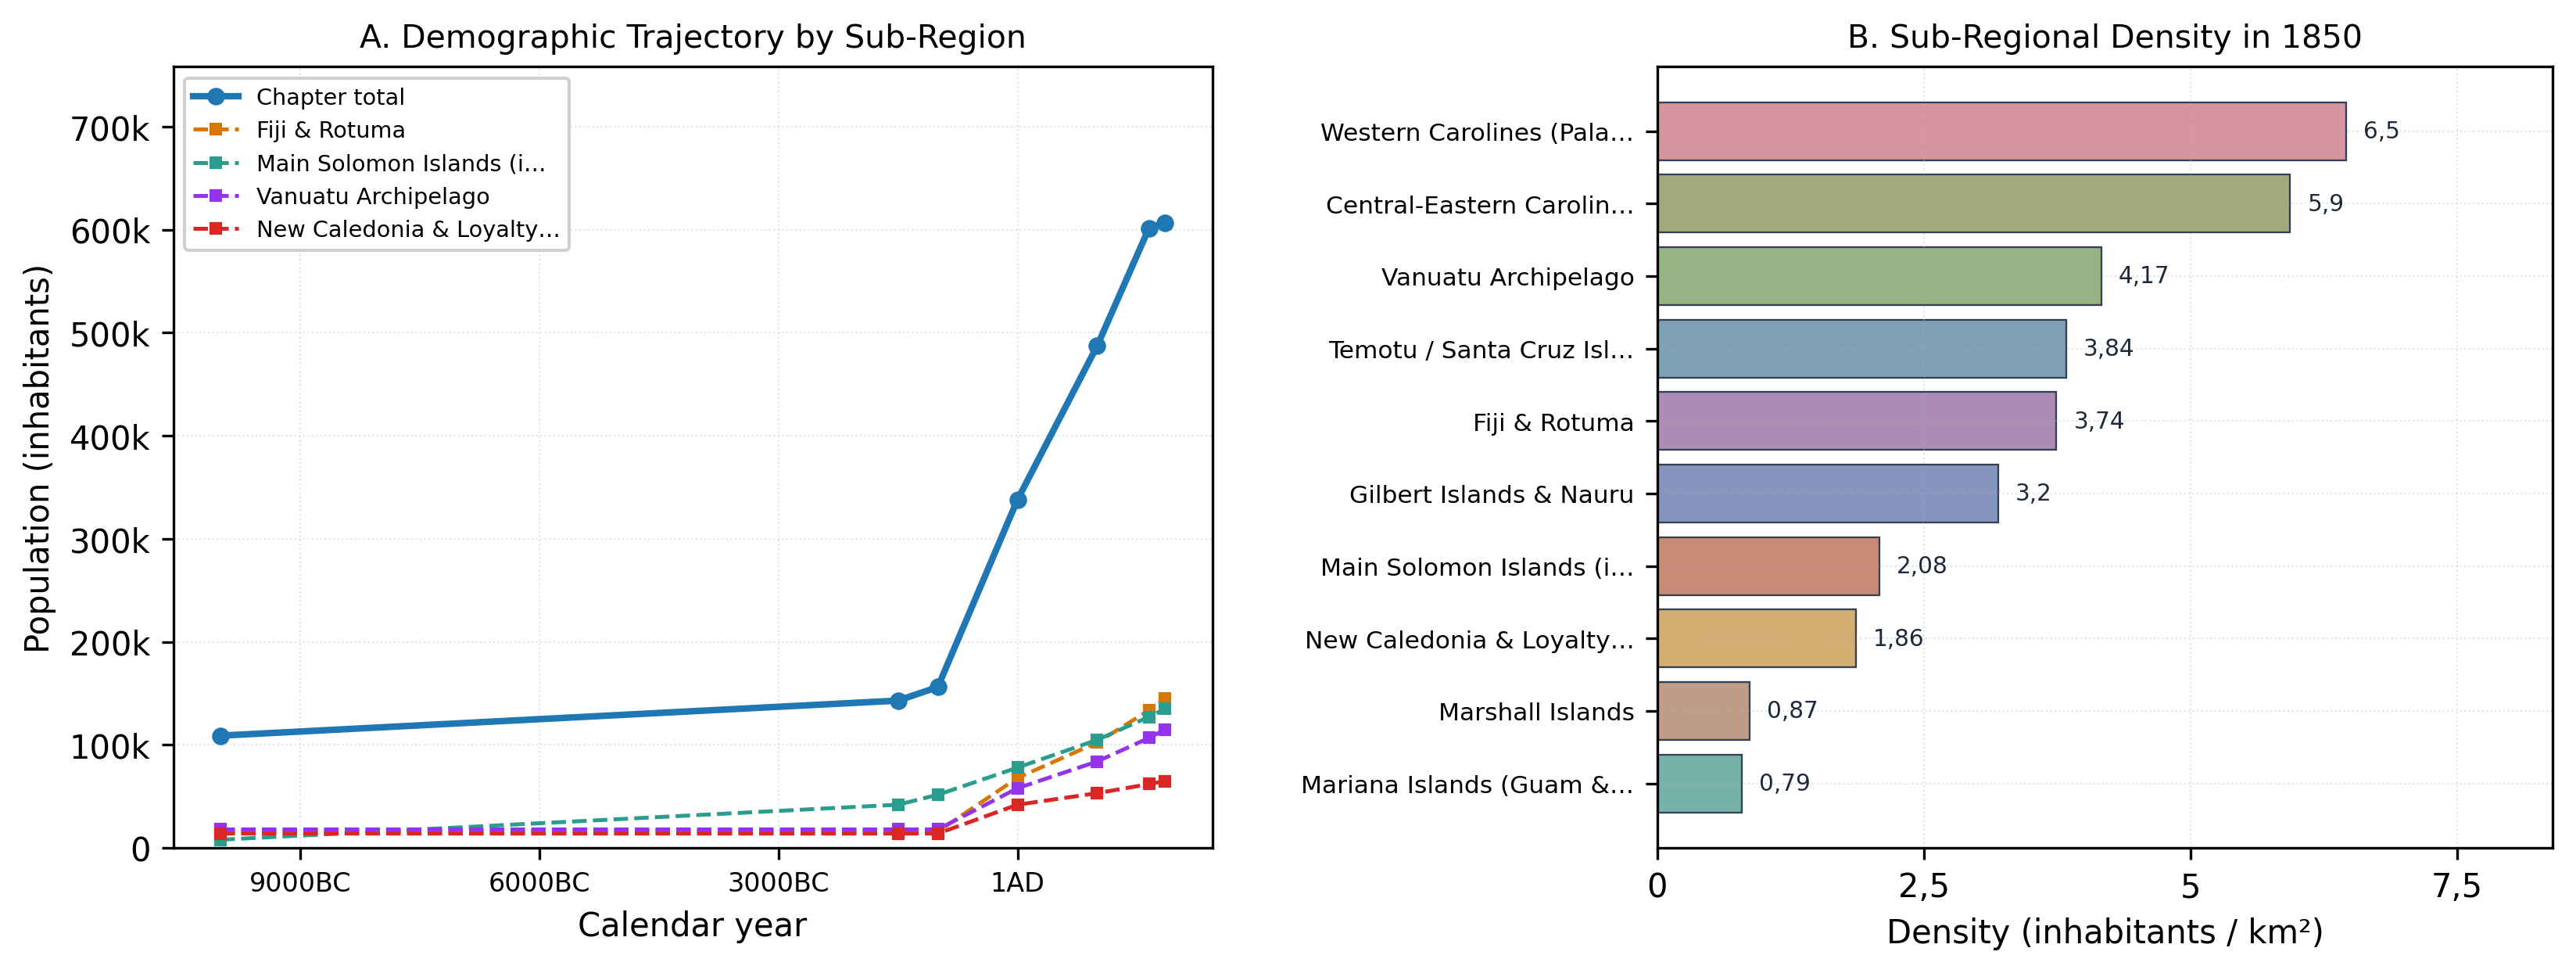 A. Demographic Trajectory by Sub-Region
Population (inhabitants)
700k
600k
500k
400k
300k
200k
100k
0
Chapter total
Fiji & Rotuma
Main Solomon Islands (i...
Vanuatu Archipelago
New Caledonia & Loyalty...
9000BC
6000BC
3000BC
1AD
Calendar year
B. Sub-Regional Density in 1850
Western Carolines (Pala... 6,5
Central-Eastern Carolin... 5,9
Vanuatu Archipelago 4,17
Temotu / Santa Cruz Isl... 3,84
Fiji & Rotuma 3,74
Gilbert Islands & Nauru 3,2
Main Solomon Islands (i... 2,08
New Caledonia & Loyalty... 1,86
Marshall Islands 0,87
Mariana Islands (Guam &... 0,79
0
2,5
5
7,5
Density (inhabitants / km²)